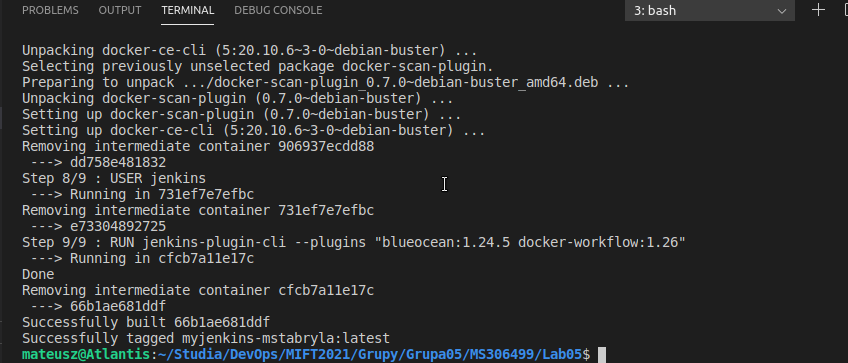 PROBLEMS OUTPUT TERMINAL DEBUG CONSOLE 3: bash
Unpacking docker-ce-cli (5:20.10.6~3-0~debian-buster) ...
Selecting previously unselected package docker-scan-plugin.
Preparing to unpack .../docker-scan-plugin_0.7.0~debian-buster_amd64.deb ...
Unpacking docker-scan-plugin (0.7.0~debian-buster) ...
Setting up docker-scan-plugin (0.7.0~debian-buster) ...
Setting up docker-ce-cli (5:20.10.6~3-0~debian-buster) ...
Removing intermediate container 906937ecdd88
 ---> dd758e481832
Step 8/9 : USER jenkins
 ---> Running in 731ef7e7efbc
Removing intermediate container 731ef7e7efbc
 ---> e73304892725
Step 9/9 : RUN jenkins-plugin-cli --plugins "blueocean:1.24.5 docker-workflow:1.26"
 ---> Running in cfcb7a11e17c
Done
Removing intermediate container cfcb7a11e17c
 ---> 66b1ae681ddf
Successfully built 66b1ae681ddf
Successfully tagged myjenkins-mstabryla:latest
mateusz@Atlantis:~/Studia/DevOps/MIFT2021/Grupy/Grupa05/MS306499/Lab05$